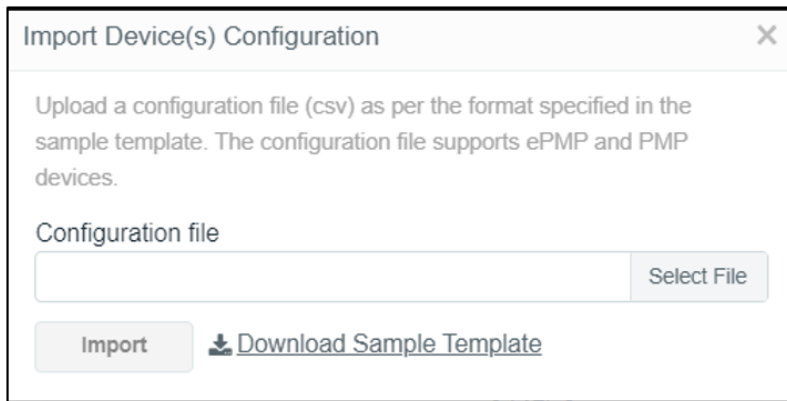 Import Device(s) Configuration
Upload a configuration file (csv) as per the format specified in the
sample template. The configuration file supports ePMP and PMP
devices.
Configuration file
Select File
Import Download Sample Template